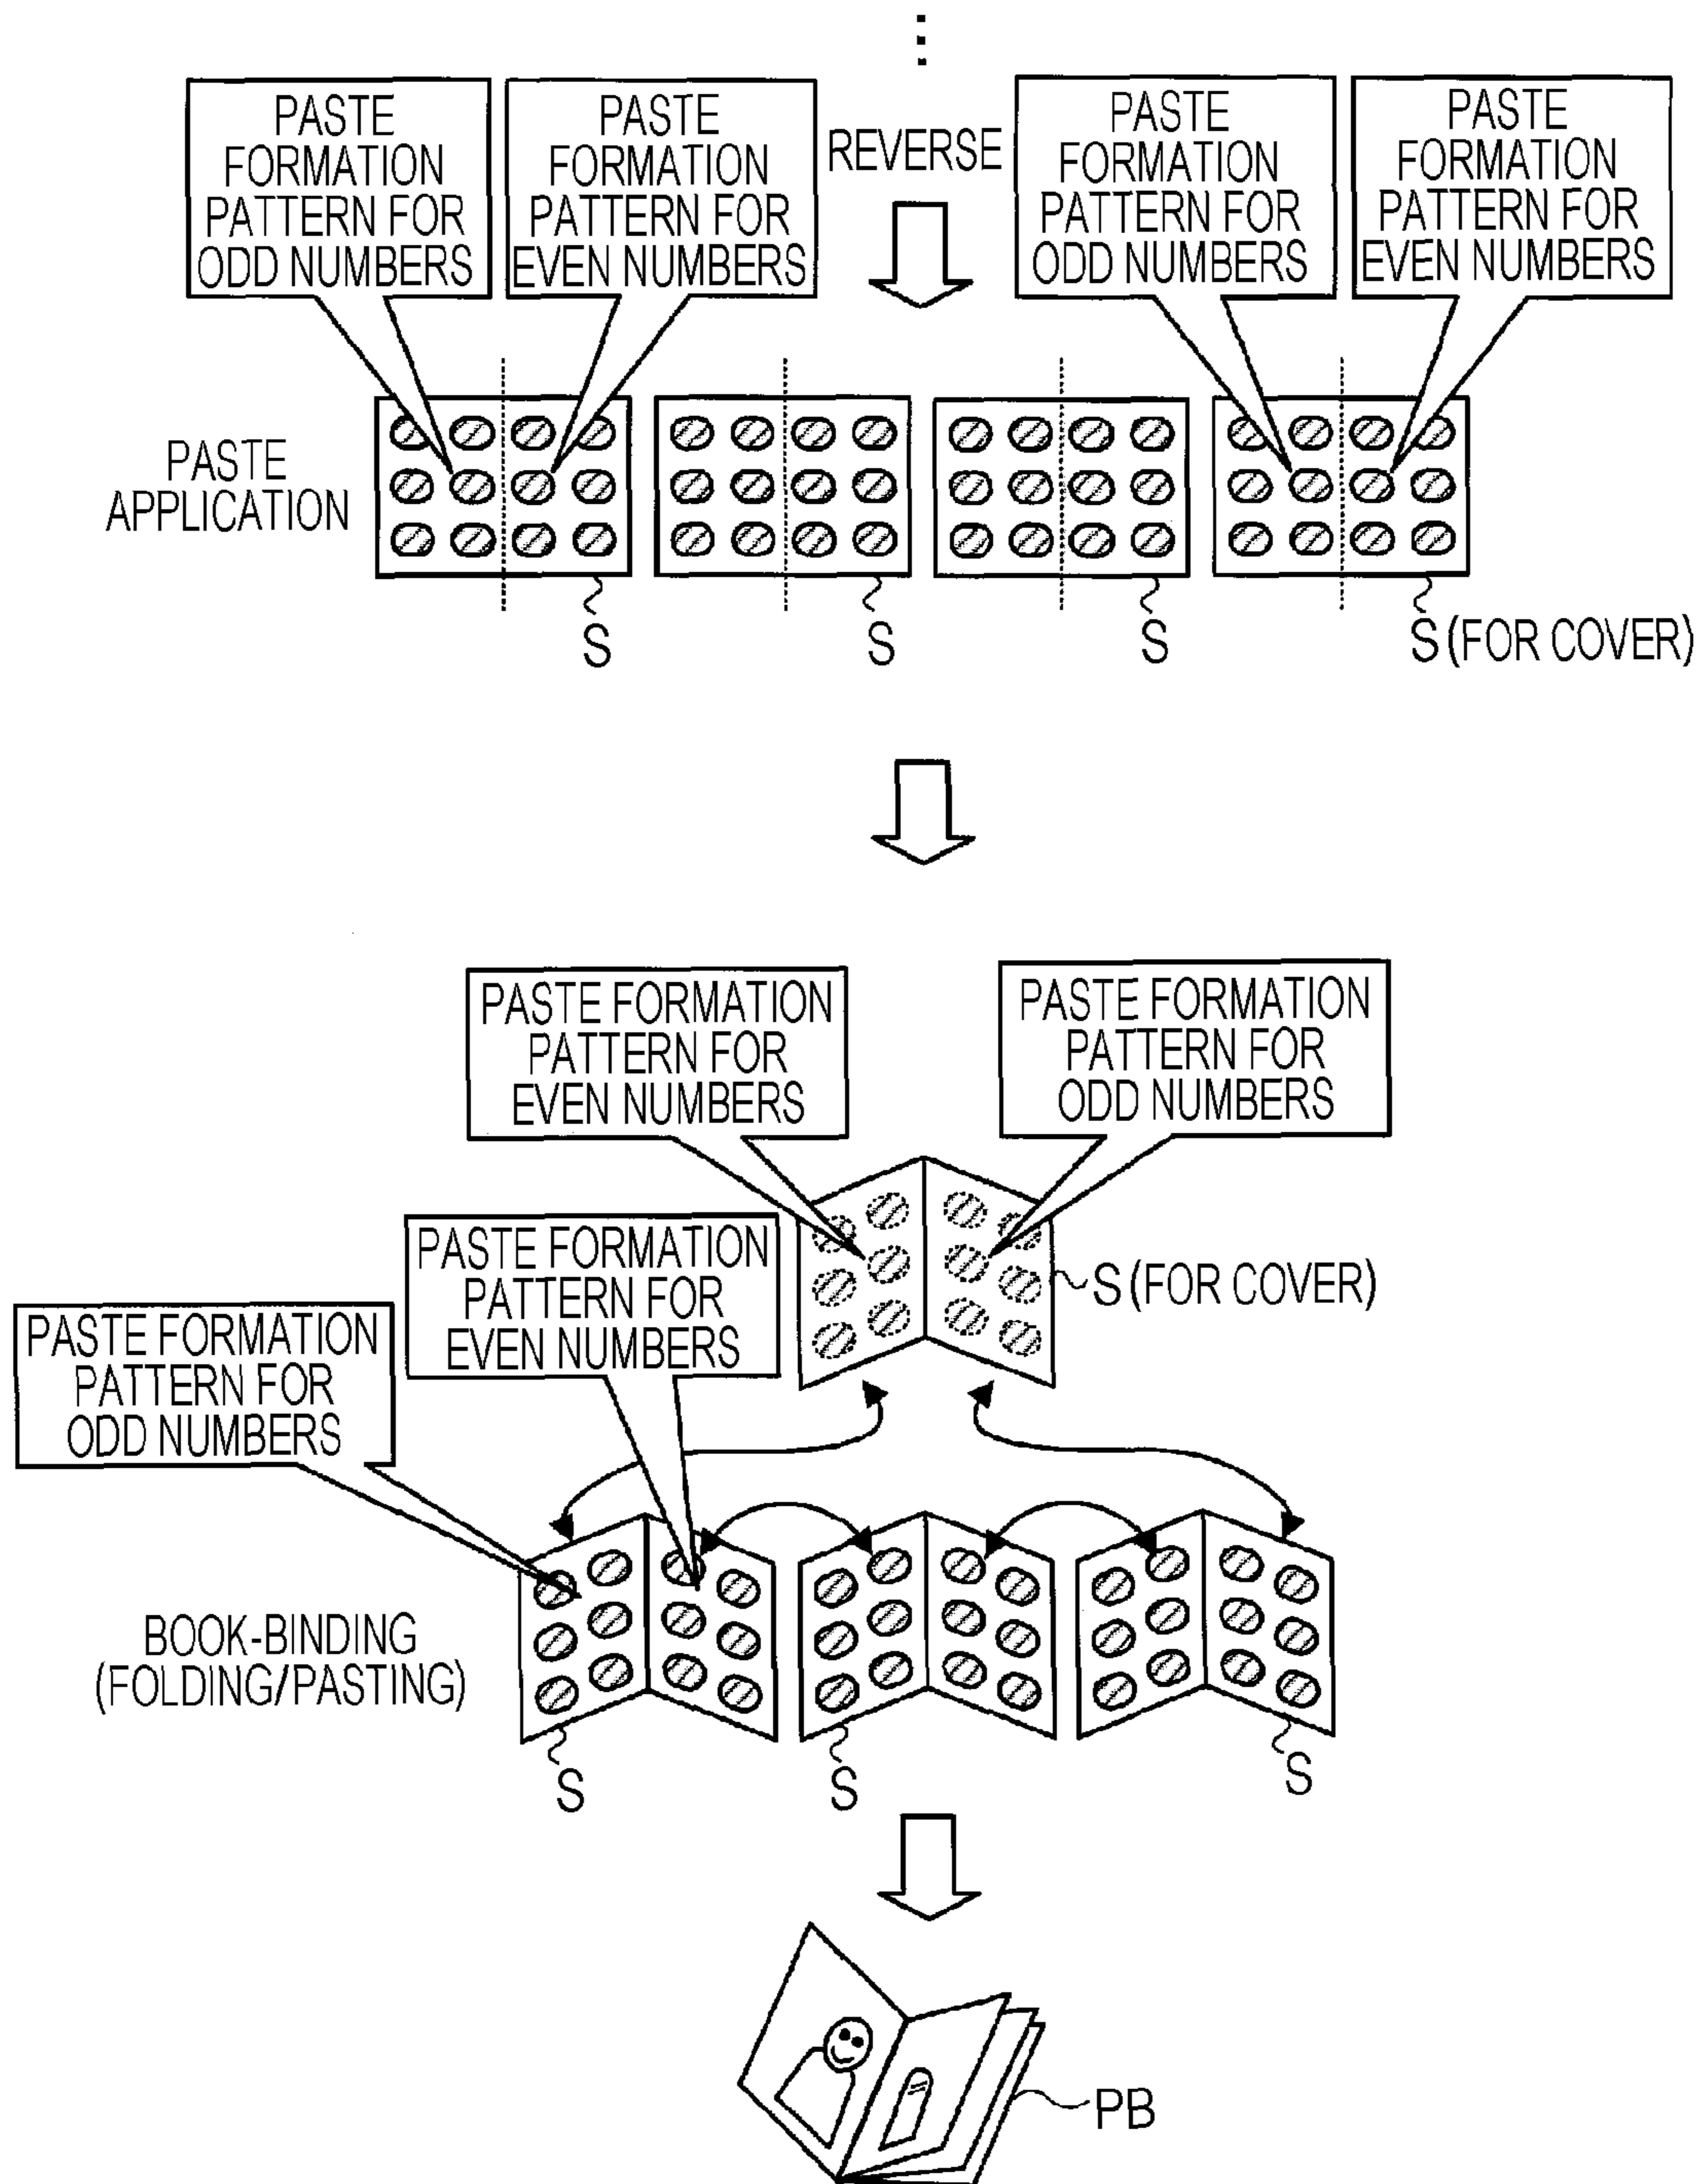 PASTE
FORMATION
PATTERN FOR
ODD NUMBERS
PASTE
FORMATION
PATTERN FOR
EVEN NUMBERS
REVERSE
PASTE
FORMATION
PATTERN FOR
ODD NUMBERS
PASTE
FORMATION
PATTERN FOR
EVEN NUMBERS
PASTE
APPLICATION
S
S
S
S (FOR COVER)
PASTE FORMATION
PATTERN FOR
EVEN NUMBERS
PASTE FORMATION
PATTERN FOR
ODD NUMBERS
PASTE FORMATION
PATTERN FOR
EVEN NUMBERS
S (FOR COVER)
PASTE FORMATION
PATTERN FOR
ODD NUMBERS
BOOK-BINDING
(FOLDING/PASTING)
S
S
S
PB